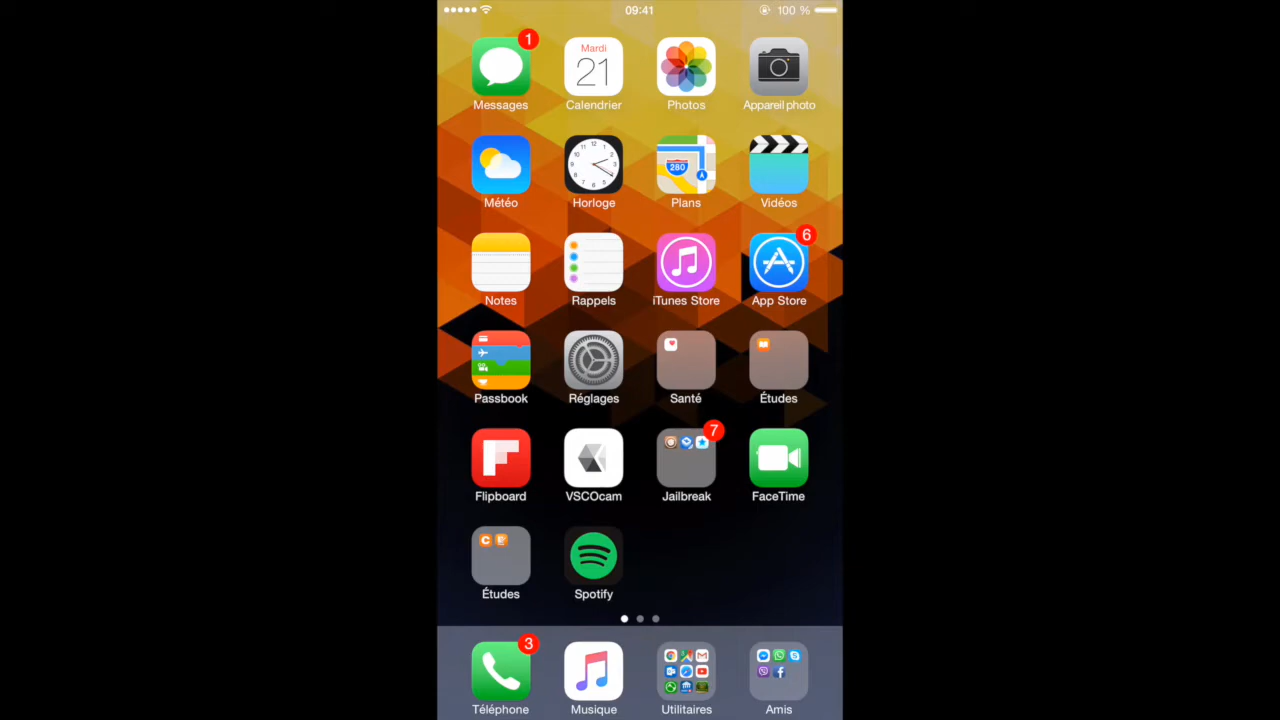 09:41 100 %
1
Mardi
21
Messages Calendrier Photos Appareil photo
280
Météo Horloge Plans Vidéos
6
Notes Rappels iTunes Store App Store
Passbook Réglages Santé Études
7
Flipboard VSCOcam Jailbreak FaceTime
Études Spotify
3
Téléphone Musique Utilitaires Amis